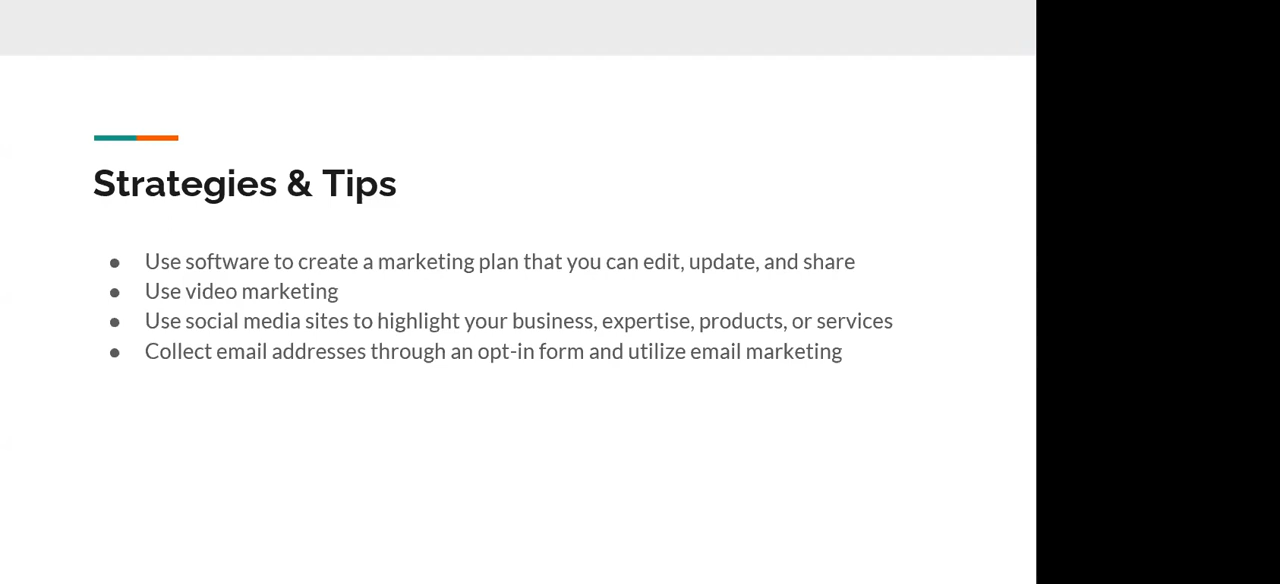 Strategies & Tips
● Use software to create a marketing plan that you can edit, update, and share
● Use video marketing
● Use social media sites to highlight your business, expertise, products, or services
● Collect email addresses through an opt-in form and utilize email marketing